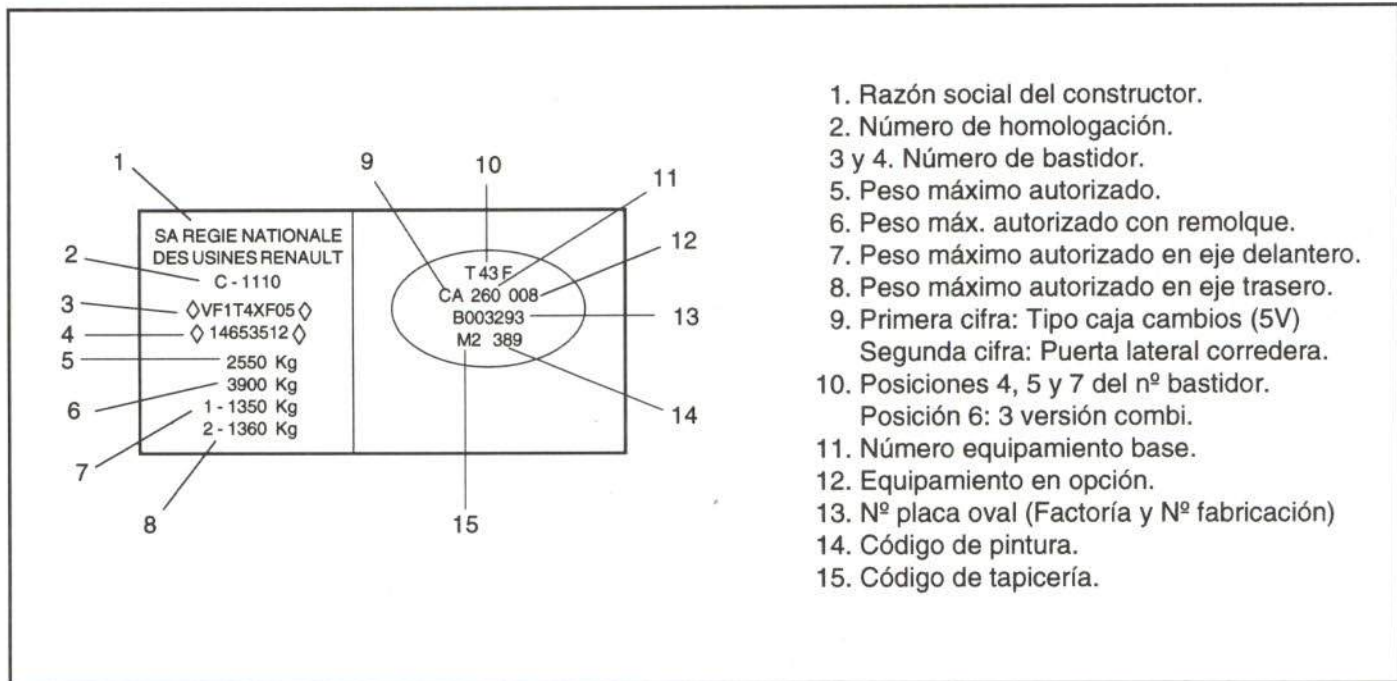 1
2
3
4
5
6
7
8
9
10
11
12
13
14
15
SA REGIE NATIONALE
DES USINES RENAULT
C - 1110
◊VF1T4XF05◊
◊ 14653512 ◊
2550 Kg
3900 Kg
1 - 1350 Kg
2 - 1360 Kg
T 43 F
CA 260 008
B003293
M2 389
1. Razón social del constructor.
2. Número de homologación.
3 y 4. Número de bastidor.
5. Peso máximo autorizado.
6. Peso máx. autorizado con remolque.
7. Peso máximo autorizado en eje delantero.
8. Peso máximo autorizado en eje trasero.
9. Primera cifra: Tipo caja cambios (5V)
Segunda cifra: Puerta lateral corredera.
10. Posiciones 4, 5 y 7 del nº bastidor.
Posición 6: 3 versión combi.
11. Número equipamiento base.
12. Equipamiento en opción.
13. Nº placa oval (Factoría y Nº fabricación)
14. Código de pintura.
15. Código de tapicería.